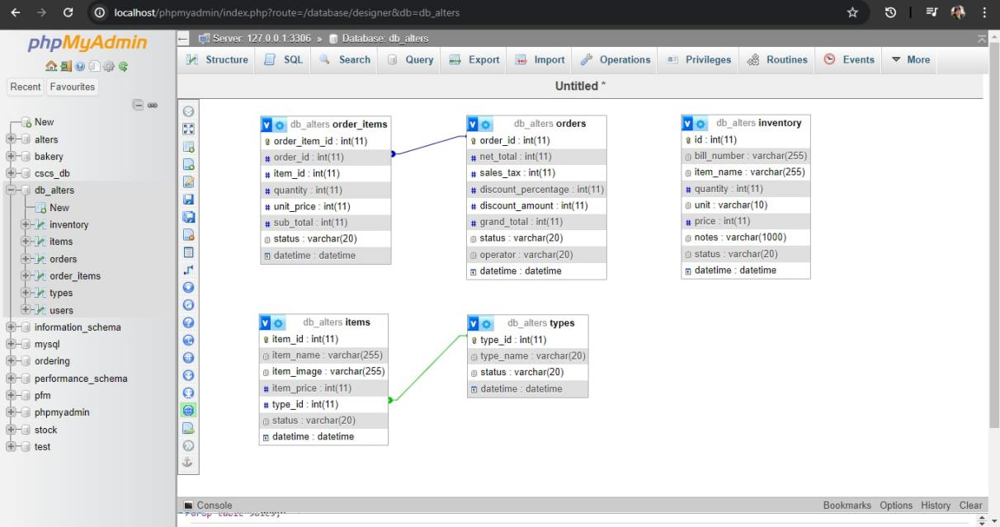 localhost/phpmyadmin/index.php?route=/database/designer&db=db_alters
phpMyAdmin
Recent
Favourites
New
alters
bakery
cscs_db
db_alters
New
inventory
items
orders
order_items
types
users
information_schema
mysql
ordering
performance_schema
pfm
phpmyadmin
stock
test
Server: 127.0.0.1:3306 » Database: db_alters
Structure SQL Search Query Export Import Operations Privileges Routines Events More
Untitled *
db_alters order_items
order_item_id : int(11)
order_id : int(11)
item_id : int(11)
quantity : int(11)
unit_price : int(11)
sub_total : int(11)
status : varchar(20)
datetime : datetime
db_alters orders
order_id : int(11)
net_total : int(11)
sales_tax : int(11)
discount_percentage : int(11)
discount_amount : int(11)
grand_total : int(11)
status : varchar(20)
operator : varchar(20)
datetime : datetime
db_alters inventory
id : int(11)
bill_number : varchar(255)
item_name : varchar(255)
quantity : int(11)
unit : varchar(10)
price : int(11)
notes : varchar(1000)
status : varchar(20)
datetime : datetime
db_alters items
item_id : int(11)
item_name : varchar(255)
item_image : varchar(255)
item_price : int(11)
type_id : int(11)
status : varchar(20)
datetime : datetime
db_alters types
type_id : int(11)
type_name : varchar(20)
status : varchar(20)
datetime : datetime
Console
Bookmarks Options History Clear